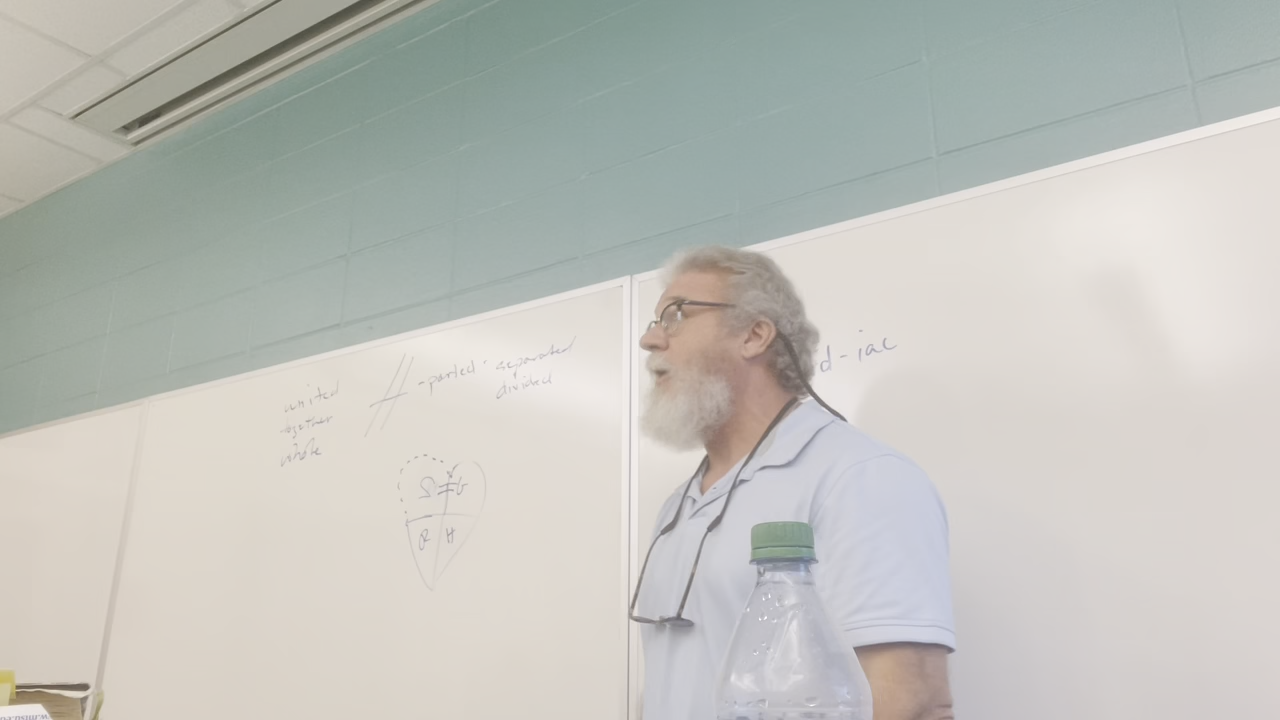 united
together
whole
-parted- separated
divided
S G
R H
d-iac